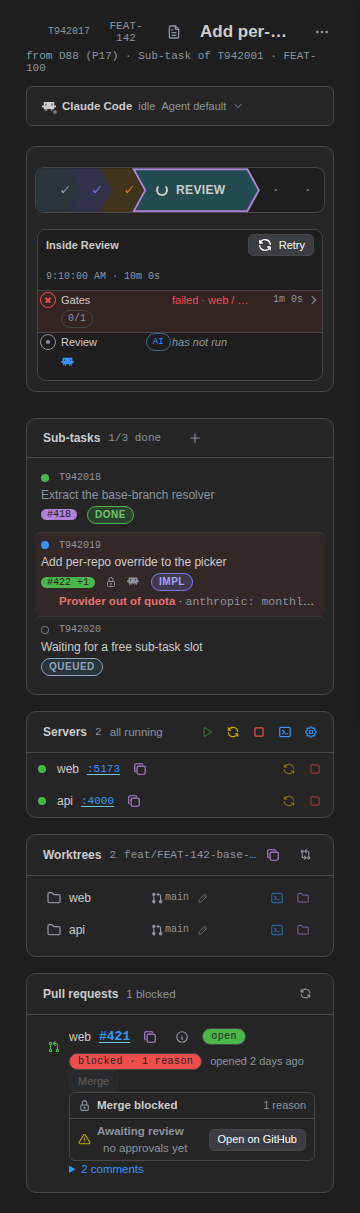 T942017 FEAT-142 Add per-…
from D88 (P17) · Sub-task of T942001 · FEAT-100
Claude Code idle Agent default
REVIEW
Inside Review Retry
9:10:00 AM · 10m 0s
Gates failed · web / … 1m 0s
0/1
Review AI has not run
Sub-tasks 1/3 done
T942018
Extract the base-branch resolver
#418 DONE
T942019
Add per-repo override to the picker
#422 +1 IMPL
Provider out of quota · anthropic: monthl…
T942020
Waiting for a free sub-task slot
QUEUED
Servers 2 all running
web :5173
api :4000
Worktrees 2 feat/FEAT-142-base-…
web main
api main
Pull requests 1 blocked
web #421 open
blocked · 1 reason opened 2 days ago
Merge
Merge blocked 1 reason
Awaiting review
no approvals yet
Open on GitHub
2 comments